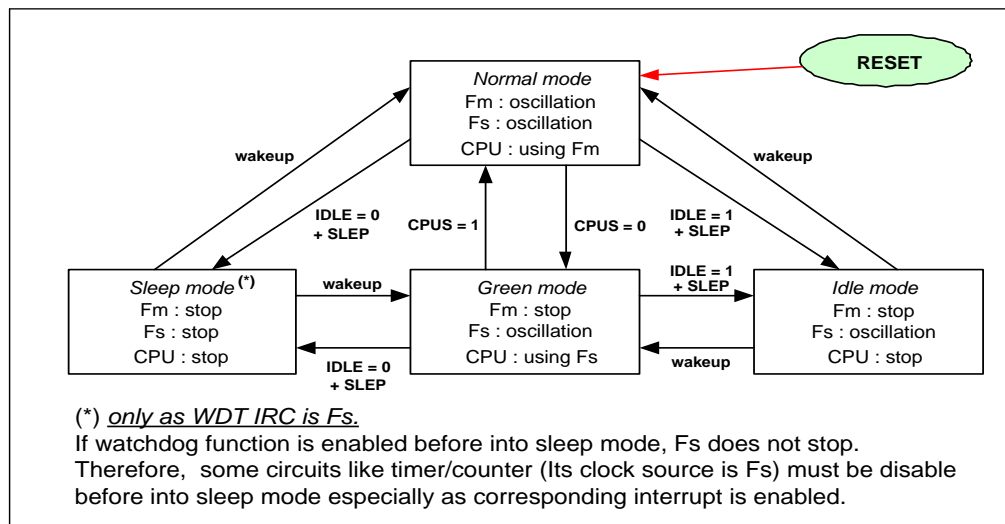 RESET
Normal mode
Fm : oscillation
Fs : oscillation
CPU : using Fm
wakeup
wakeup
IDLE = 0
+ SLEP
CPUS = 1
CPUS = 0
IDLE = 1
+ SLEP
Sleep mode(*)
Fm : stop
Fs : stop
CPU : stop
wakeup
IDLE = 0
+ SLEP
Green mode
Fm : stop
Fs : oscillation
CPU : using Fs
IDLE = 1
+ SLEP
wakeup
Idle mode
Fm : stop
Fs : oscillation
CPU : stop
(*) only as WDT IRC is Fs.
If watchdog function is enabled before into sleep mode, Fs does not stop.
Therefore, some circuits like timer/counter (Its clock source is Fs) must be disable
before into sleep mode especially as corresponding interrupt is enabled.